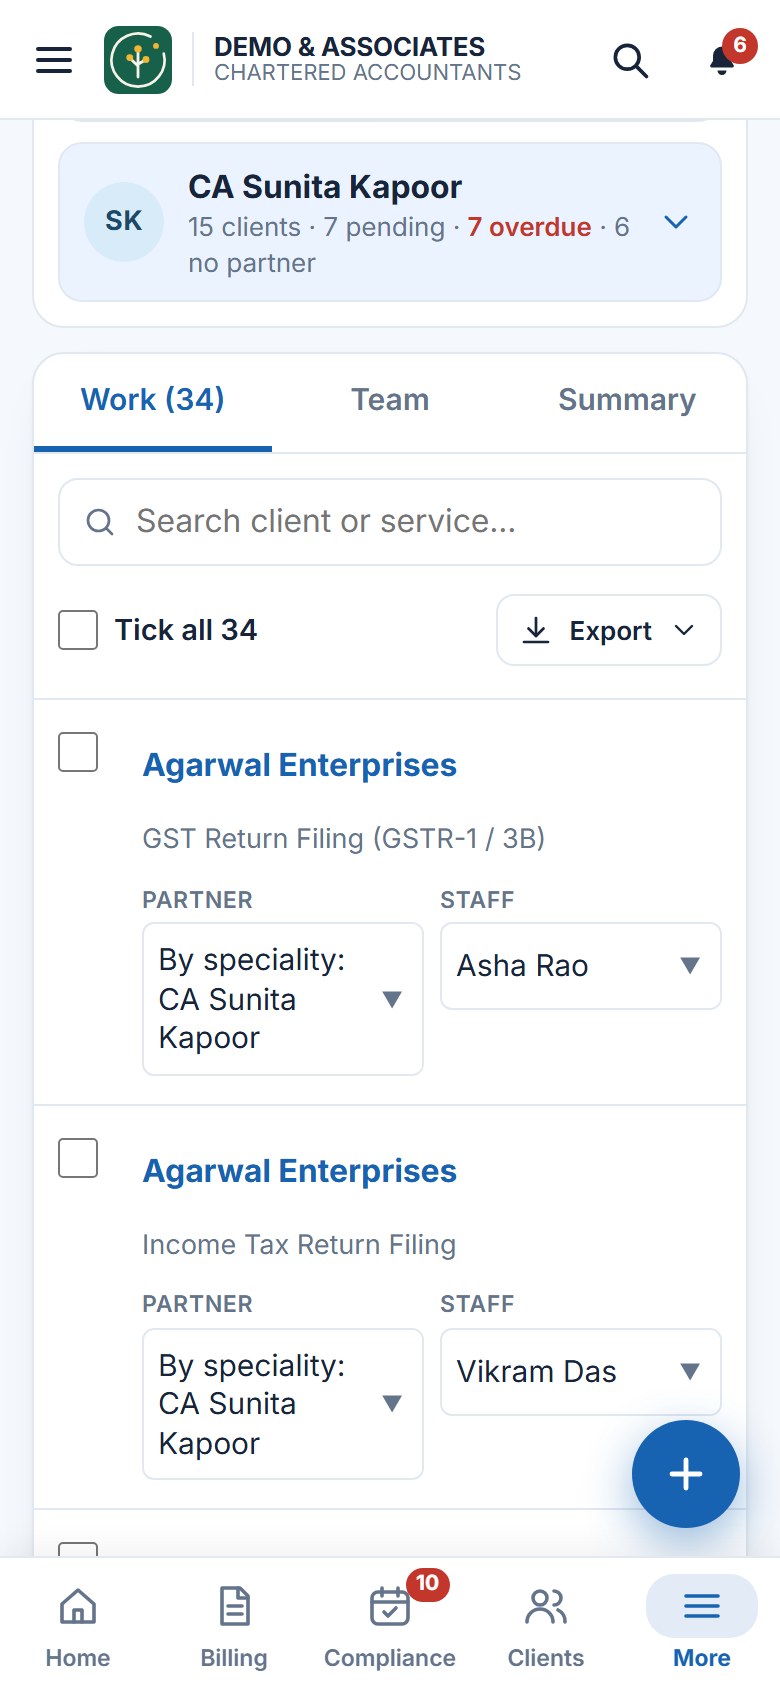 DEMO & ASSOCIATES
CHARTERED ACCOUNTANTS
6
SK
CA Sunita Kapoor
15 clients · 7 pending · 7 overdue · 6
no partner
Work (34)
Team
Summary
Search client or service...
Tick all 34
Export
Agarwal Enterprises
GST Return Filing (GSTR-1 / 3B)
PARTNER
STAFF
By speciality:
CA Sunita
Kapoor
Asha Rao
Agarwal Enterprises
Income Tax Return Filing
PARTNER
STAFF
By speciality:
CA Sunita
Kapoor
Vikram Das
10
Home
Billing
Compliance
Clients
More